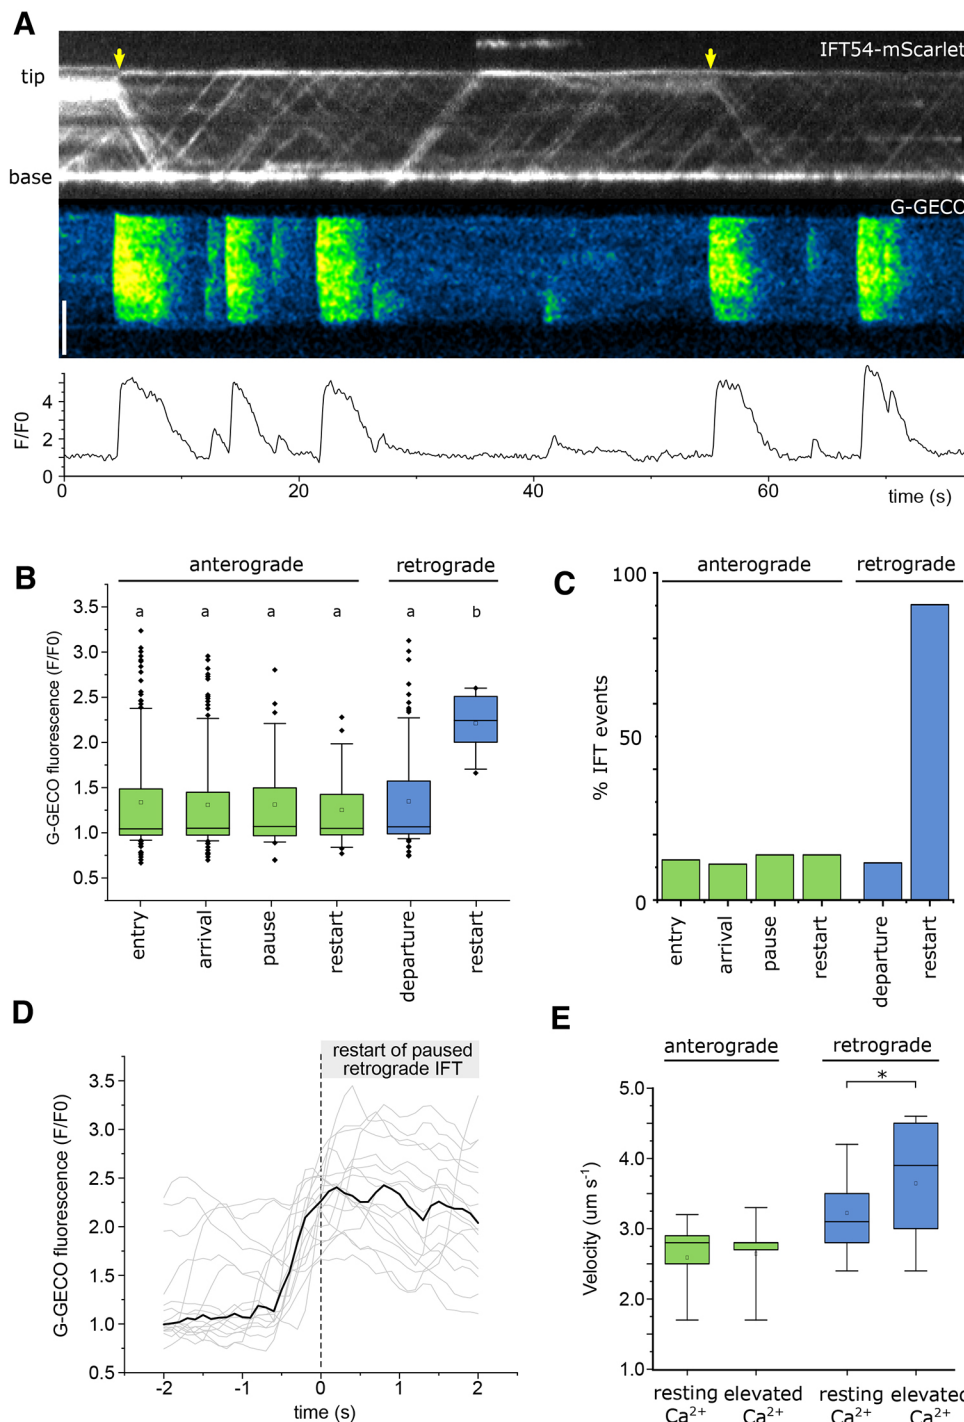 A
IFT54-mScarlet
tip
base
G-GECO
F/F0
4
2
0
0
20
40
60
time (s)
B
anterograde
retrograde
G-GECO fluorescence (F/F0)
3.5
3.0
2.5
2.0
1.5
1.0
0.5
a
a
a
a
a
b
entry
arrival
pause
restart
departure
restart
C
anterograde
retrograde
% IFT events
100
50
0
entry
arrival
pause
restart
departure
restart
D
restart of paused
retrograde IFT
G-GECO fluorescence (F/F0)
3.5
3.0
2.5
2.0
1.5
1.0
0.5
-2
-1
0
1
2
time (s)
E
anterograde
retrograde
*
Velocity (um s⁻¹)
5.0
4.0
3.0
2.0
1.0
resting Ca²⁺
elevated Ca²⁺
resting Ca²⁺
elevated Ca²⁺